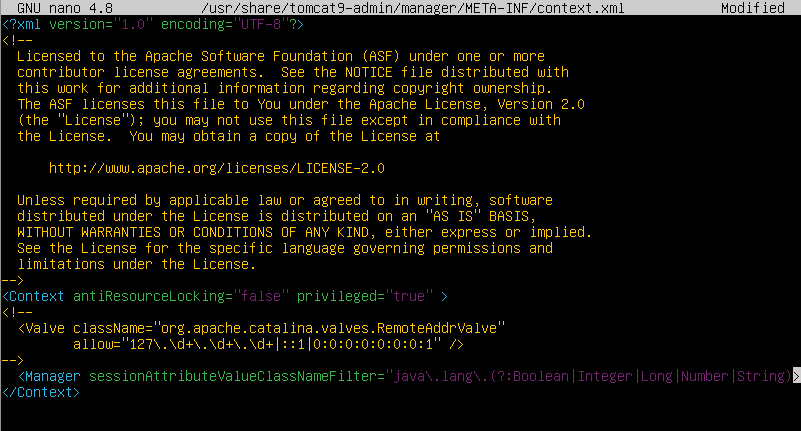 GNU nano 4.8 /usr/share/tomcat9-admin/manager/META-INF/context.xml Modified
<?xml version="1.0" encoding="UTF-8"?>
<!--
  Licensed to the Apache Software Foundation (ASF) under one or more
  contributor license agreements.  See the NOTICE file distributed with
  this work for additional information regarding copyright ownership.
  The ASF licenses this file to You under the Apache License, Version 2.0
  (the "License"); you may not use this file except in compliance with
  the License.  You may obtain a copy of the License at

      http://www.apache.org/licenses/LICENSE-2.0

  Unless required by applicable law or agreed to in writing, software
  distributed under the License is distributed on an "AS IS" BASIS,
  WITHOUT WARRANTIES OR CONDITIONS OF ANY KIND, either express or implied.
  See the License for the specific language governing permissions and
  limitations under the License.
-->
<Context antiResourceLocking="false" privileged="true" >
<!--
  <Valve className="org.apache.catalina.valves.RemoteAddrValve"
         allow="127\.\d+\.\d+\.\d+|::1|0:0:0:0:0:0:0:1" />
-->
  <Manager sessionAttributeValueClassNameFilter="java\.lang\.(?:Boolean|Integer|Long|Number|String)>
</Context>